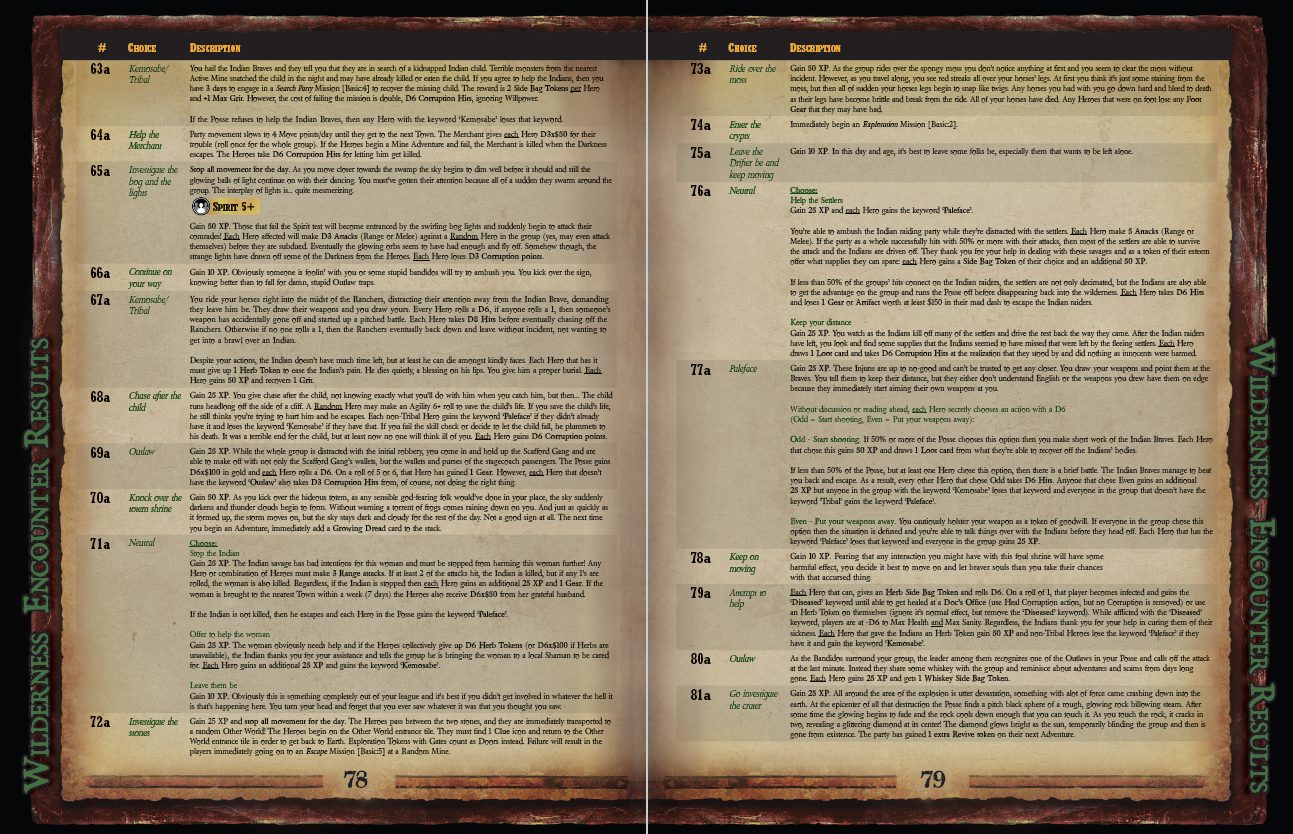 # Choice Description
63a Kemosabe/ You hail the Indian Braves and they tell you that they are in search of a kidnapped Indian child. Terrible monsters from the nearest
Tribal Active Mine snatched the child in the night and may have already killed or eaten the child. If you agree to help the Indians, then you
have 3 days to engage in a Search Party Mission [Basic:4] to recover the missing child. The reward is 2 Side Bag Tokens per Hero
and +1 Max Grit. However, the cost of failing the mission is double, D6 Corruption Hits, ignoring Willpower.
If the Posse refuses to help the Indian Braves, then any Hero with the keyword 'Kemosabe' loses that keyword.
64a Help the Party movement slows to 4 Move points/day until they get to the next Town. The Merchant gives each Hero D3x$50 for their
Merchant trouble (roll once for the whole group). If the Heroes begin a Mine Adventure and fail, the Merchant is killed when the Darkness
escapes. The Heroes take D6 Corruption Hits for letting him get killed.
65a Investigate the Stop all movement for the day. As you move closer towards the swamp the sky begins to dim well before it should and still the
bog and the glowing balls of light continue on with their dancing. You must've gotten their attention because all of a sudden they swarm around the
lights group. The interplay of lights is... quite mesmerizing.
Spirit 5+
Gain 50 XP. Those that fail the Spirit test will become entranced by the swirling bog lights and suddenly begin to attack their
comrades! Each Hero affected will make D3 Attacks (Range or Melee) against a Random Hero in the group (yes, may even attack
themselves) before they are subdued. Eventually the glowing orbs seem to have had enough and fly off. Somehow though, the
strange lights have drawn off some of the Darkness from the Heroes. Each Hero loses D3 Corruption points.
66a Continue on Gain 10 XP. Obviously someone is foolin' with you or some stupid bandidos will try to ambush you. You kick over the sign,
your way knowing better than to fall for damn, stupid Outlaw traps.
67a Kemosabe/ You ride your horses right into the midst of the Ranchers, distracting their attention away from the Indian Brave, demanding
Tribal they leave him be. They draw their weapons and you draw yours. Every Hero rolls a D6, if anyone rolls a 1, then someone's
weapon has accidentally gone off and started up a pitched battle. Each Hero takes D8 Hits before eventually chasing off the
Ranchers. Otherwise if no one rolls a 1, then the Ranchers eventually back down and leave without incident, not wanting to
get into a brawl over an Indian.
Despite your actions, the Indian doesn't have much time left, but at least he can die amongst kindly faces. Each Hero that has it
must give up 1 Herb Token to ease the Indian's pain. He dies quietly, a blessing on his lips. You give him a proper burial. Each
Hero gains 50 XP and recovers 1 Grit.
68a Chase after the Gain 25 XP. You give chase after the child, not knowing exactly what you'll do with him when you catch him, but then... The child
child runs headlong off the side of a cliff. A Random Hero may make an Agility 6+ roll to save the child's life. If you save the child's life,
he still thinks you're trying to hurt him and he escapes. Each non-Tribal Hero gains the keyword 'Paleface' if they didn't already
have it and loses the keyword 'Kemosabe' if they have that. If you fail the skill check or decide to let the child fall, he plummets to
his death. It was a terrible end for the child, but at least now no one will think ill of you. Each Hero gains D6 Corruption points.
69a Outlaw Gain 25 XP. While the whole group is distracted with the initial robbery, you come in and hold up the Scafford Gang and are
able to make off with not only the Scafford Gang's wallets, but the wallets and purses of the stagecoach passengers. The Posse gains
D6x$100 in gold and each Hero rolls a D6. On a roll of 5 or 6, that Hero has gained 1 Gear. However, each Hero that doesn't
have the keyword 'Outlaw' also takes D3 Corruption Hits from, of course, not doing the right thing.
70a Knock over the Gain 50 XP. As you kick over the hideous totem, as any sensible god-fearing folk would've done in your place, the sky suddenly
totem shrine darkens and thunder clouds begin to form. Without warning a torrent of frogs comes raining down on you. And just as quickly as
it formed up, the storm moves on, but the sky stays dark and cloudy for the rest of the day. Not a good sign at all. The next time
you begin an Adventure, immediately add a Growing Dread card to the stack.
71a Neutral Choose:
Stop the Indian
Gain 25 XP. The Indian savage has bad intentions for this woman and must be stopped from harming this woman further! Any
Hero or combination of Heroes must make 3 Range attacks. If at least 2 of the attacks hit, the Indian is killed, but if any 1's are
rolled, the woman is also killed. Regardless, if the Indian is stopped then each Hero gains an additional 25 XP and 1 Gear. If the
woman is brought to the nearest Town within a week (7 days) the Heroes also receive D6x$50 from her grateful husband.
If the Indian is not killed, then he escapes and each Hero in the Posse gains the keyword 'Paleface'.
Offer to help the woman
Gain 25 XP. The woman obviously needs help and if the Heroes collectively give up D6 Herb Tokens (or D6x$100 if Herbs are
unavailable), the Indian thanks you for your assistance and tells the group he is bringing the woman to a local Shaman to be cared
for. Each Hero gains an additional 25 XP and gains the keyword 'Kemosabe'.
Leave them be
Gain 10 XP. Obviously this is something completely out of your league and it's best if you didn't get involved in whatever the hell it
is that's happening here. You turn your head and forget that you ever saw whatever it was that you thought you saw.
72a Investigate the Gain 25 XP and stop all movement for the day. The Heroes pass between the two stones, and they are immediately transported to
stones a random Other World! The Heroes begin on the Other World entrance tile. They must find 1 Clue icon and return to the Other
World entrance tile in order to get back to Earth. Exploration Tokens with Gates count as Doors instead. Failure will result in the
players immediately going on to an Escape Mission [Basic:5] at a Random Mine.
78
Wilderness Encounter Results
# Choice Description
73a Ride over the Gain 50 XP. As the group rides over the spongy moss you don't notice anything at first and you seem to clear the moss without
moss incident. However, as you travel along, you see red streaks all over your horses' legs. At first you think it's just some staining from the
moss, but then all of sudden your horses legs begin to snap like twigs. Any horses you had with you go down hard and begin to death
as their legs have become brittle and break from the ride. All of your horses have died. Any Heroes that were on foot lose any Foot
Gear that they may have had.
74a Enter the Immediately begin an Exploration Mission [Basic:2].
crypts
75a Leave the Gain 10 XP. In this day and age, it's best to leave some folks be, especially them that wants to be left alone.
Drifter be and
keep moving
76a Neutral Choose:
Help the Settlers
Gain 25 XP and each Hero gains the keyword 'Paleface'.
You're able to ambush the Indian raiding party while they're distracted with the settlers. Each Hero make 5 Attacks (Range or
Melee). If the party as a whole successfully hits with 50% or more with their attacks, then most of the settlers are able to survive
the attack and the Indians are driven off. They thank you for your help in dealing with those savages and as a token of their esteem
offer what supplies they can spare: each Hero gains a Side Bag Token of their choice and an additional 50 XP.
If less than 50% of the groups' hits connect on the Indian raiders, the settlers are not only decimated, but the Indians are also able
to get the advantage on the group and runs the Posse off before disappearing back into the wilderness. Each Hero takes D6 Hits
and loses 1 Gear or Artifact worth at least $150 in their mad dash to escape the Indian raiders.
Keep your distance
Gain 25 XP. You watch as the Indians kill off many of the settlers and drive the rest back the way they came. After the Indian raiders
have left, you look and find some supplies that the Indians seemed to have missed that were left by the fleeing settlers. Each Hero
draws 1 Loot card and takes D6 Corruption Hits at the realization that they stood by and did nothing as innocents were harmed.
77a Paleface Gain 25 XP. These Injuns are up to no-good and can't be trusted to get any closer. You draw your weapons and point them at the
Braves. You tell them to keep their distance, but they either don't understand English or the weapons you drew have them on edge
because they immediately start aiming their own weapons at you.
Without discussion or reading ahead, each Hero secretly chooses an action with a D6
(Odd = Start shooting, Even = Put your weapons away):
Odd - Start shooting. If 50% or more of the Posse chooses this option then you make short work of the Indian Braves. Each Hero
that chose this gains 50 XP and draws 1 Loot card from what they're able to recover off the Indians' bodies.
If less than 50% of the Posse, but at least one Hero chose this option, then there is a brief battle. The Indian Braves manage to beat
you back and escape. As a result, every other Hero that chose Odd takes D6 Hits. Anyone that chose Even gains an additional
25 XP but anyone in the group with the keyword 'Kemosabe' loses that keyword and everyone in the group that doesn't have the
keyword 'Tribal' gains the keyword 'Paleface'.
Even - Put your weapons away. You cautiously holster your weapon as a token of goodwill. If everyone in the group chose this
option then the situation is defused and you're able to talk things over with the Indians before they head off. Each Hero that has the
keyword 'Paleface' loses that keyword and everyone in the group gains 25 XP.
78a Keep on Gain 10 XP. Fearing that any interaction you might have with this foul shrine will have some
moving harmful effect, you decide it best to move on and let braver souls than you take their chances
with that accursed thing.
79a Attempt to Each Hero that can, gives an Herb Side Bag Token and rolls D6. On a roll of 1, that player becomes infected and gains the
help 'Diseased' keyword until able to get healed at a Doc's Office (use Heal Corruption action, but no Corruption is removed) or use
an Herb Token on themselves (ignore it's normal effect, but remove the 'Diseased' keyword). While afflicted with the 'Diseased'
keyword, players are at -D6 to Max Health and Max Sanity. Regardless, the Indians thank you for your help in curing them of their
sickness. Each Hero that gave the Indians an Herb Token gain 50 XP and non-Tribal Heroes lose the keyword 'Paleface' if they
have it and gain the keyword 'Kemosabe'.
80a Outlaw As the Bandidos surround your group, the leader among them recognizes one of the Outlaws in your Posse and calls off the attack
at the last minute. Instead they share some whiskey with the group and reminisce about adventures and scams from days long
gone. Each Hero gains 25 XP and gets 1 Whiskey Side Bag Token.
81a Go investigate Gain 25 XP. All around the area of the explosion is utter devastation, something with alot of force came crashing down into the
the crater earth. At the epicenter of all that destruction the Posse finds a pitch black sphere of a rough, glowing rock billowing steam. After
some time the glowing begins to fade and the rock cools down enough that you can touch it. As you touch the rock, it cracks in
two, revealing a glittering diamond at its center! The diamond glows bright as the sun, temporarily blinding the group and then is
gone from existence. The party has gained 1 extra Revive token on their next Adventure.
79
Wilderness Encounter Results